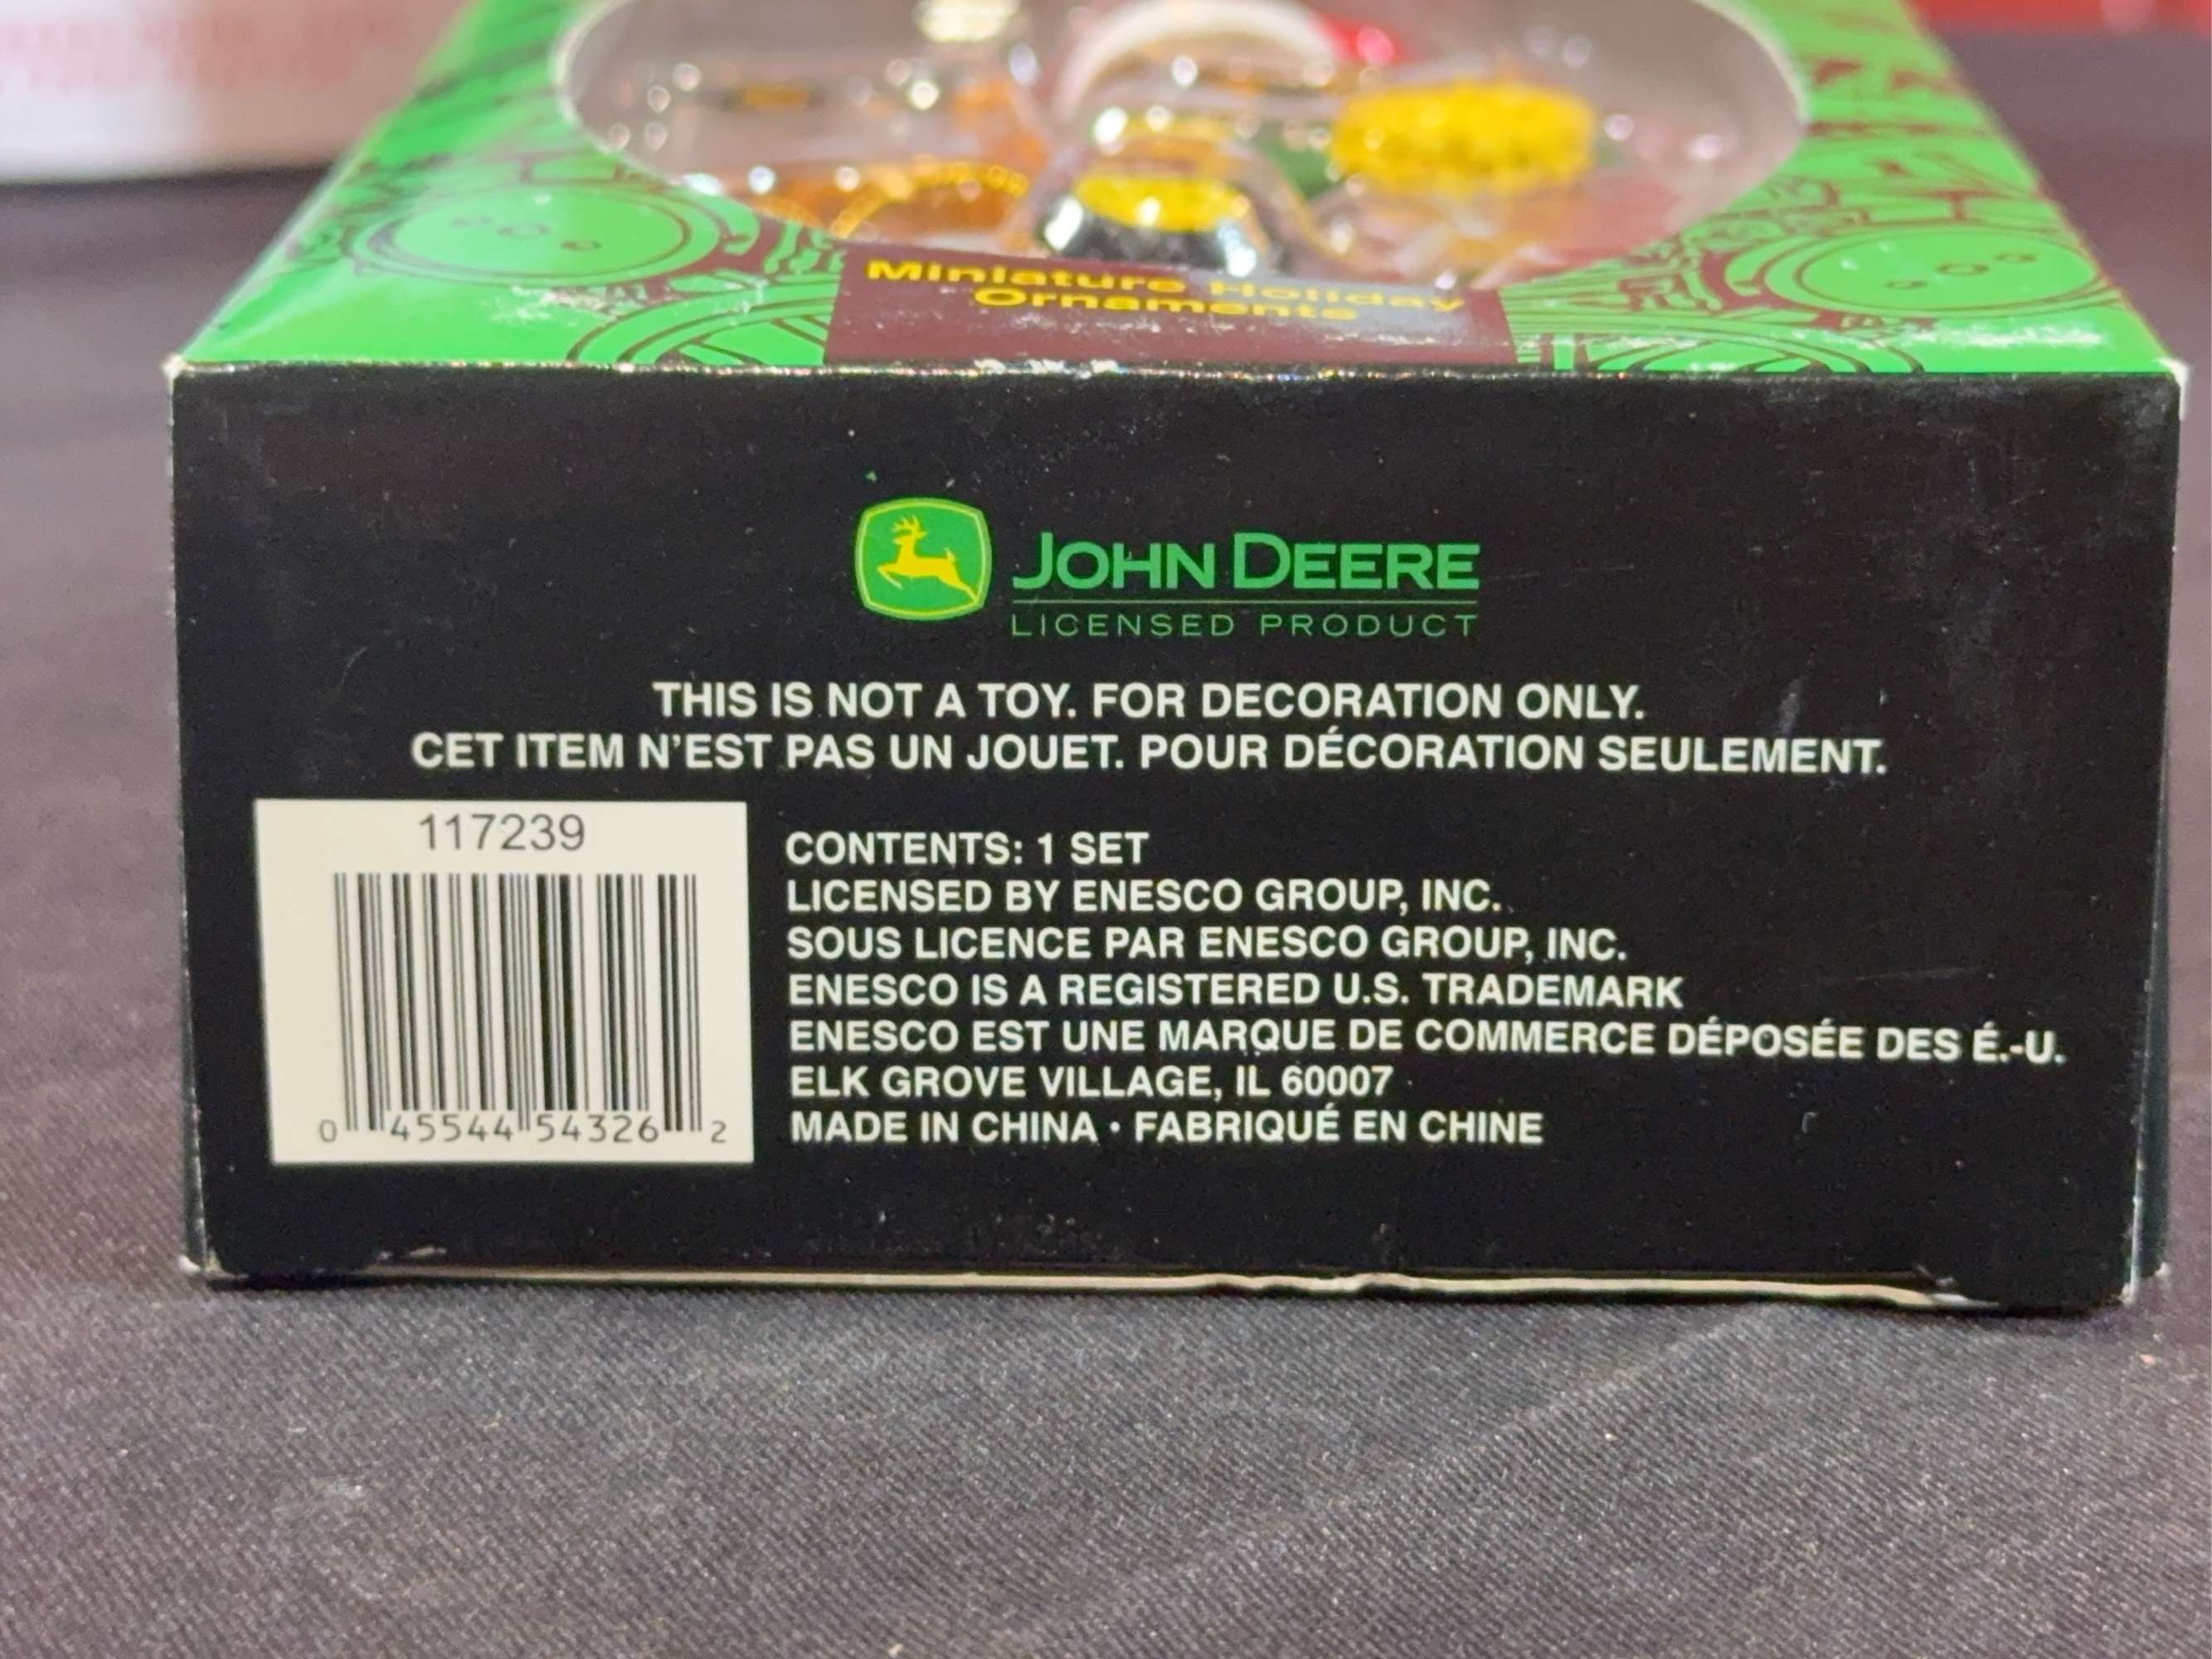 Miniature Holiday
Ornaments
JOHN DEERE
LICENSED PRODUCT
THIS IS NOT A TOY. FOR DECORATION ONLY.
CET ITEM N'EST PAS UN JOUET. POUR DÉCORATION SEULEMENT.
117239
0 45544 54326 2
CONTENTS: 1 SET
LICENSED BY ENESCO GROUP, INC.
SOUS LICENCE PAR ENESCO GROUP, INC.
ENESCO IS A REGISTERED U.S. TRADEMARK
ENESCO EST UNE MARQUE DE COMMERCE DÉPOSÉE DES É.-U.
ELK GROVE VILLAGE, IL 60007
MADE IN CHINA • FABRIQUÉ EN CHINE